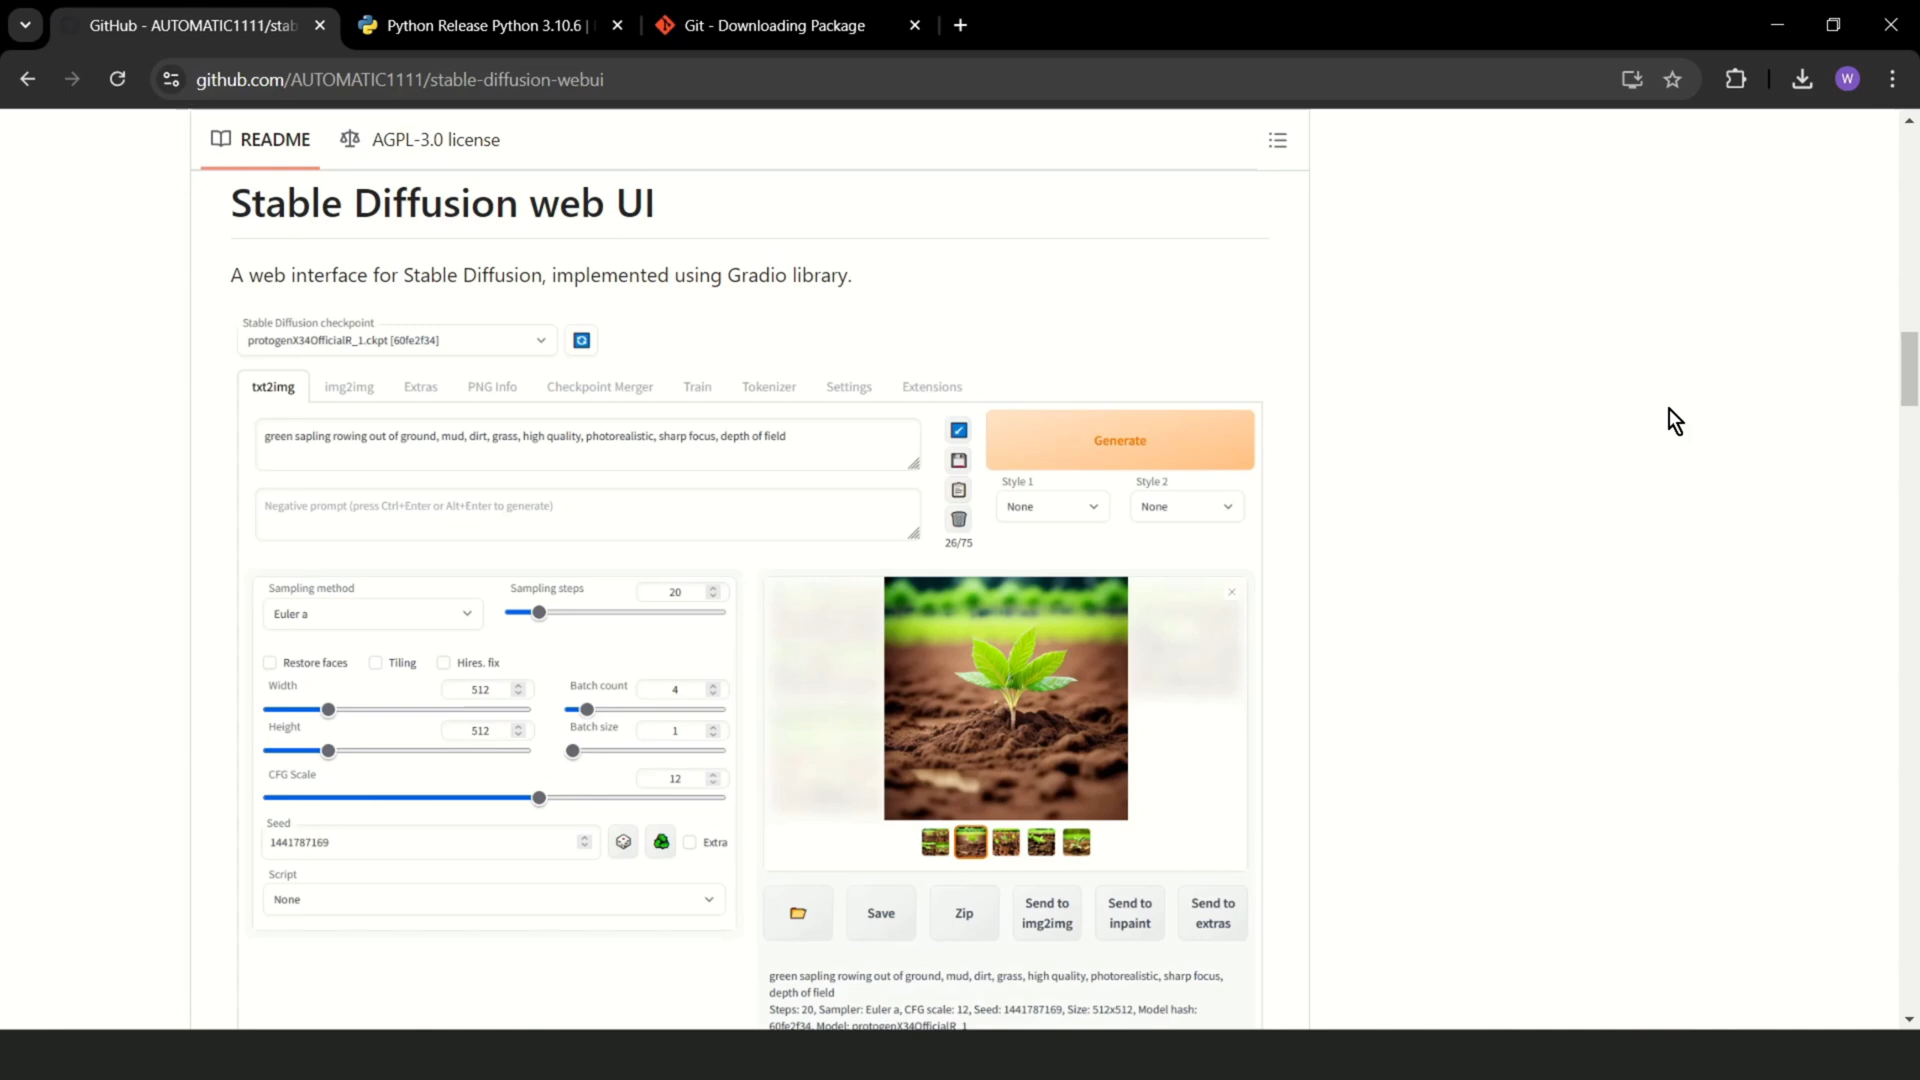 GitHub - AUTOMATIC1111/stab
Python Release Python 3.10.6 |
Git - Downloading Package
github.com/AUTOMATIC1111/stable-diffusion-webui
W
README
AGPL-3.0 license
Stable Diffusion web UI
A web interface for Stable Diffusion, implemented using Gradio library.
Stable Diffusion checkpoint
protogenX34OfficialR_1.ckpt [60fe2f34]
txt2img
img2img
Extras
PNG Info
Checkpoint Merger
Train
Tokenizer
Settings
Extensions
green sapling rowing out of ground, mud, dirt, grass, high quality, photorealistic, sharp focus, depth of field
Generate
Style 1
Style 2
None
None
Negative prompt (press Ctrl+Enter or Alt+Enter to generate)
26/75
Sampling method
Sampling steps
20
Euler a
Restore faces
Tiling
Hires. fix
Width
512
Batch count
4
Height
512
Batch size
1
CFG Scale
12
Seed
1441787169
Extra
Script
None
Save
Zip
Send to
img2img
Send to
inpaint
Send to
extras
green sapling rowing out of ground, mud, dirt, grass, high quality, photorealistic, sharp focus,
depth of field
Steps: 20, Sampler: Euler a, CFG scale: 12, Seed: 1441787169, Size: 512x512, Model hash:
60fe2f34, Model: protogenX34OfficialR_1